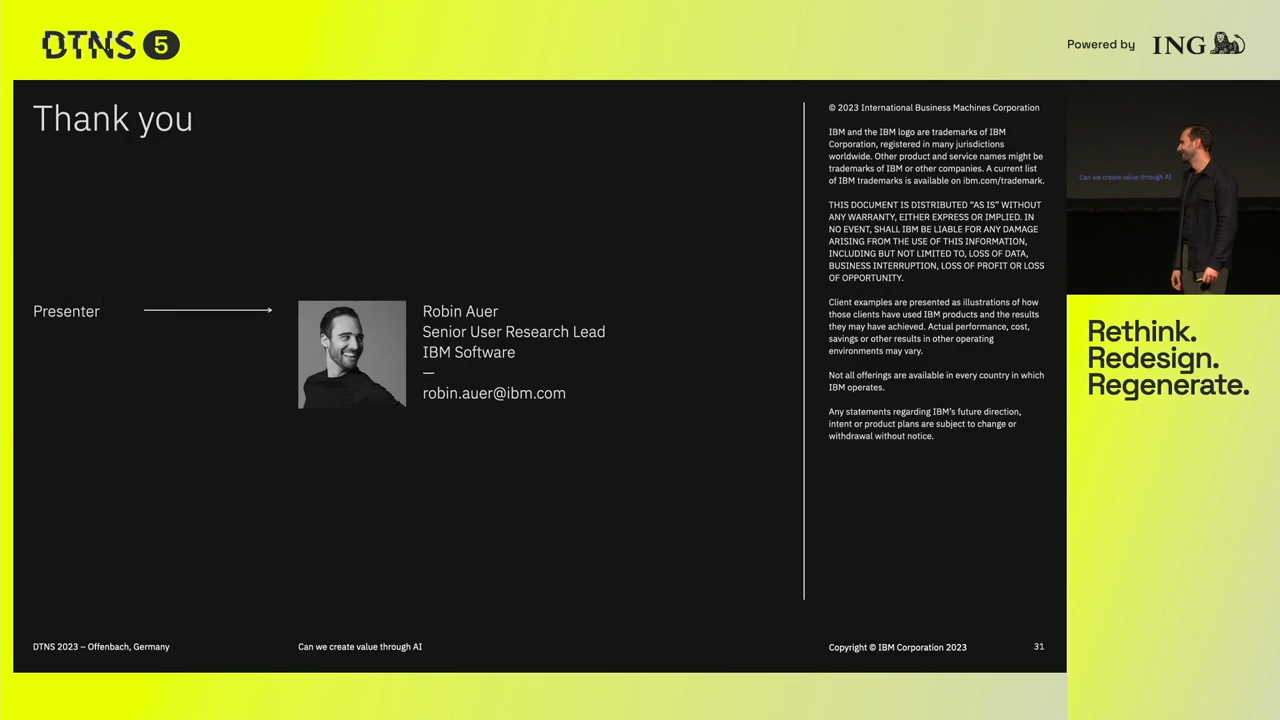 DTNS 5
Powered by ING
Thank you
Presenter
Robin Auer
Senior User Research Lead
IBM Software
—
robin.auer@ibm.com
© 2023 International Business Machines Corporation
IBM and the IBM logo are trademarks of IBM
Corporation, registered in many jurisdictions
worldwide. Other product and service names might be
trademarks of IBM or other companies. A current list
of IBM trademarks is available on ibm.com/trademark.
THIS DOCUMENT IS DISTRIBUTED “AS IS” WITHOUT
ANY WARRANTY, EITHER EXPRESS OR IMPLIED. IN
NO EVENT, SHALL IBM BE LIABLE FOR ANY DAMAGE
ARISING FROM THE USE OF THIS INFORMATION,
INCLUDING BUT NOT LIMITED TO, LOSS OF DATA,
BUSINESS INTERRUPTION, LOSS OF PROFIT OR LOSS
OF OPPORTUNITY.
Client examples are presented as illustrations of how
those clients have used IBM products and the results
they may have achieved. Actual performance, cost,
savings or other results in other operating
environments may vary.
Not all offerings are available in every country in which
IBM operates.
Any statements regarding IBM’s future direction,
intent or product plans are subject to change or
withdrawal without notice.
DTNS 2023 – Offenbach, Germany
Can we create value through AI
Copyright © IBM Corporation 2023
31
Can we create value through AI
Rethink.
Redesign.
Regenerate.